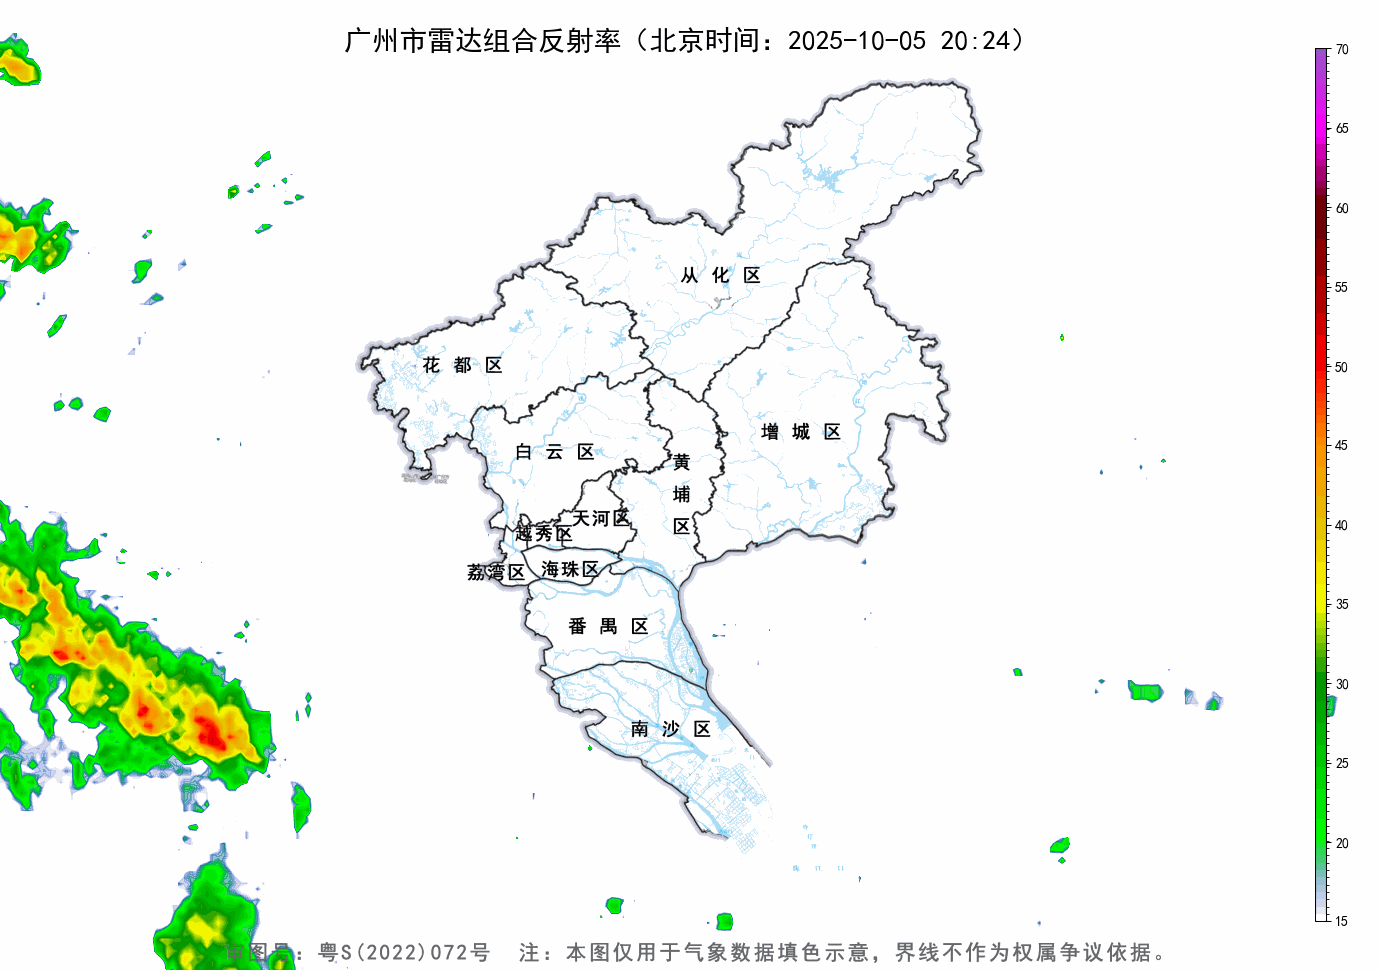 广州市雷达组合反射率（北京时间：2025-10-05 20:24）
70
65
60
55
50
45
40
35
30
25
20
15
从化区
花都区
增城区
白云区
黄埔区
天河区
越秀区
荔湾区
海珠区
番禺区
南沙区
审图号：粤S(2022)072号 注：本图仅用于气象数据填色示意，界线不作为权属争议依据。